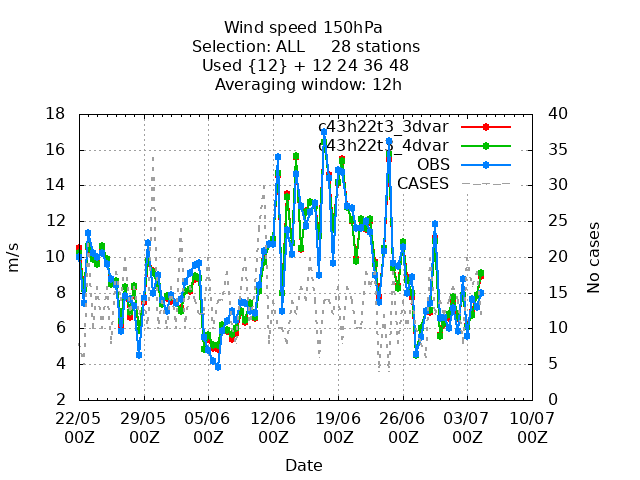 Wind speed 150hPa
Selection: ALL 28 stations
Used {12} + 12 24 36 48
Averaging window: 12h
18 40
16 35
14 30
12 25
10 20
8 15
6 10
4 5
2 0
c43h22t3_3dvar
c43h22t3_4dvar
OBS
CASES
m/s
No cases
22/05 29/05 05/06 12/06 19/06 26/06 03/07 10/07
00Z 00Z 00Z 00Z 00Z 00Z 00Z 00Z
Date